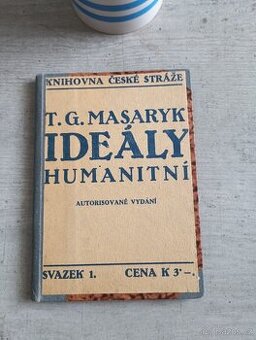 KNIHOVNA ČESKÉ STRÁŽE
T. G. MASARYK
IDEÁLY
HUMANITNÍ
AUTORISOVANÉ VYDÁNÍ
SVAZEK 1. CENA K 3·–.